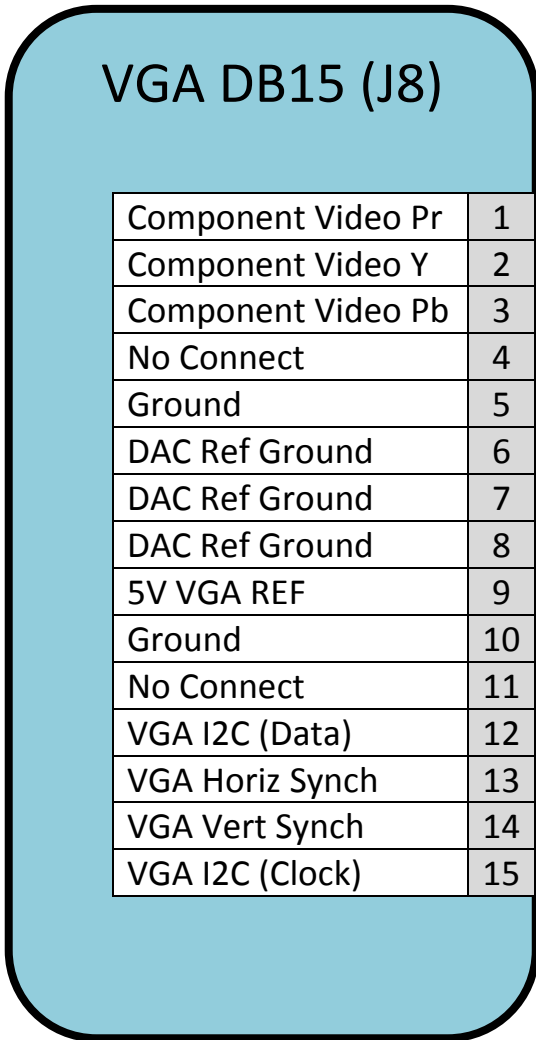 VGA DB15 (J8)
Component Video Pr 1
Component Video Y 2
Component Video Pb 3
No Connect 4
Ground 5
DAC Ref Ground 6
DAC Ref Ground 7
DAC Ref Ground 8
5V VGA REF 9
Ground 10
No Connect 11
VGA I2C (Data) 12
VGA Horiz Synch 13
VGA Vert Synch 14
VGA I2C (Clock) 15